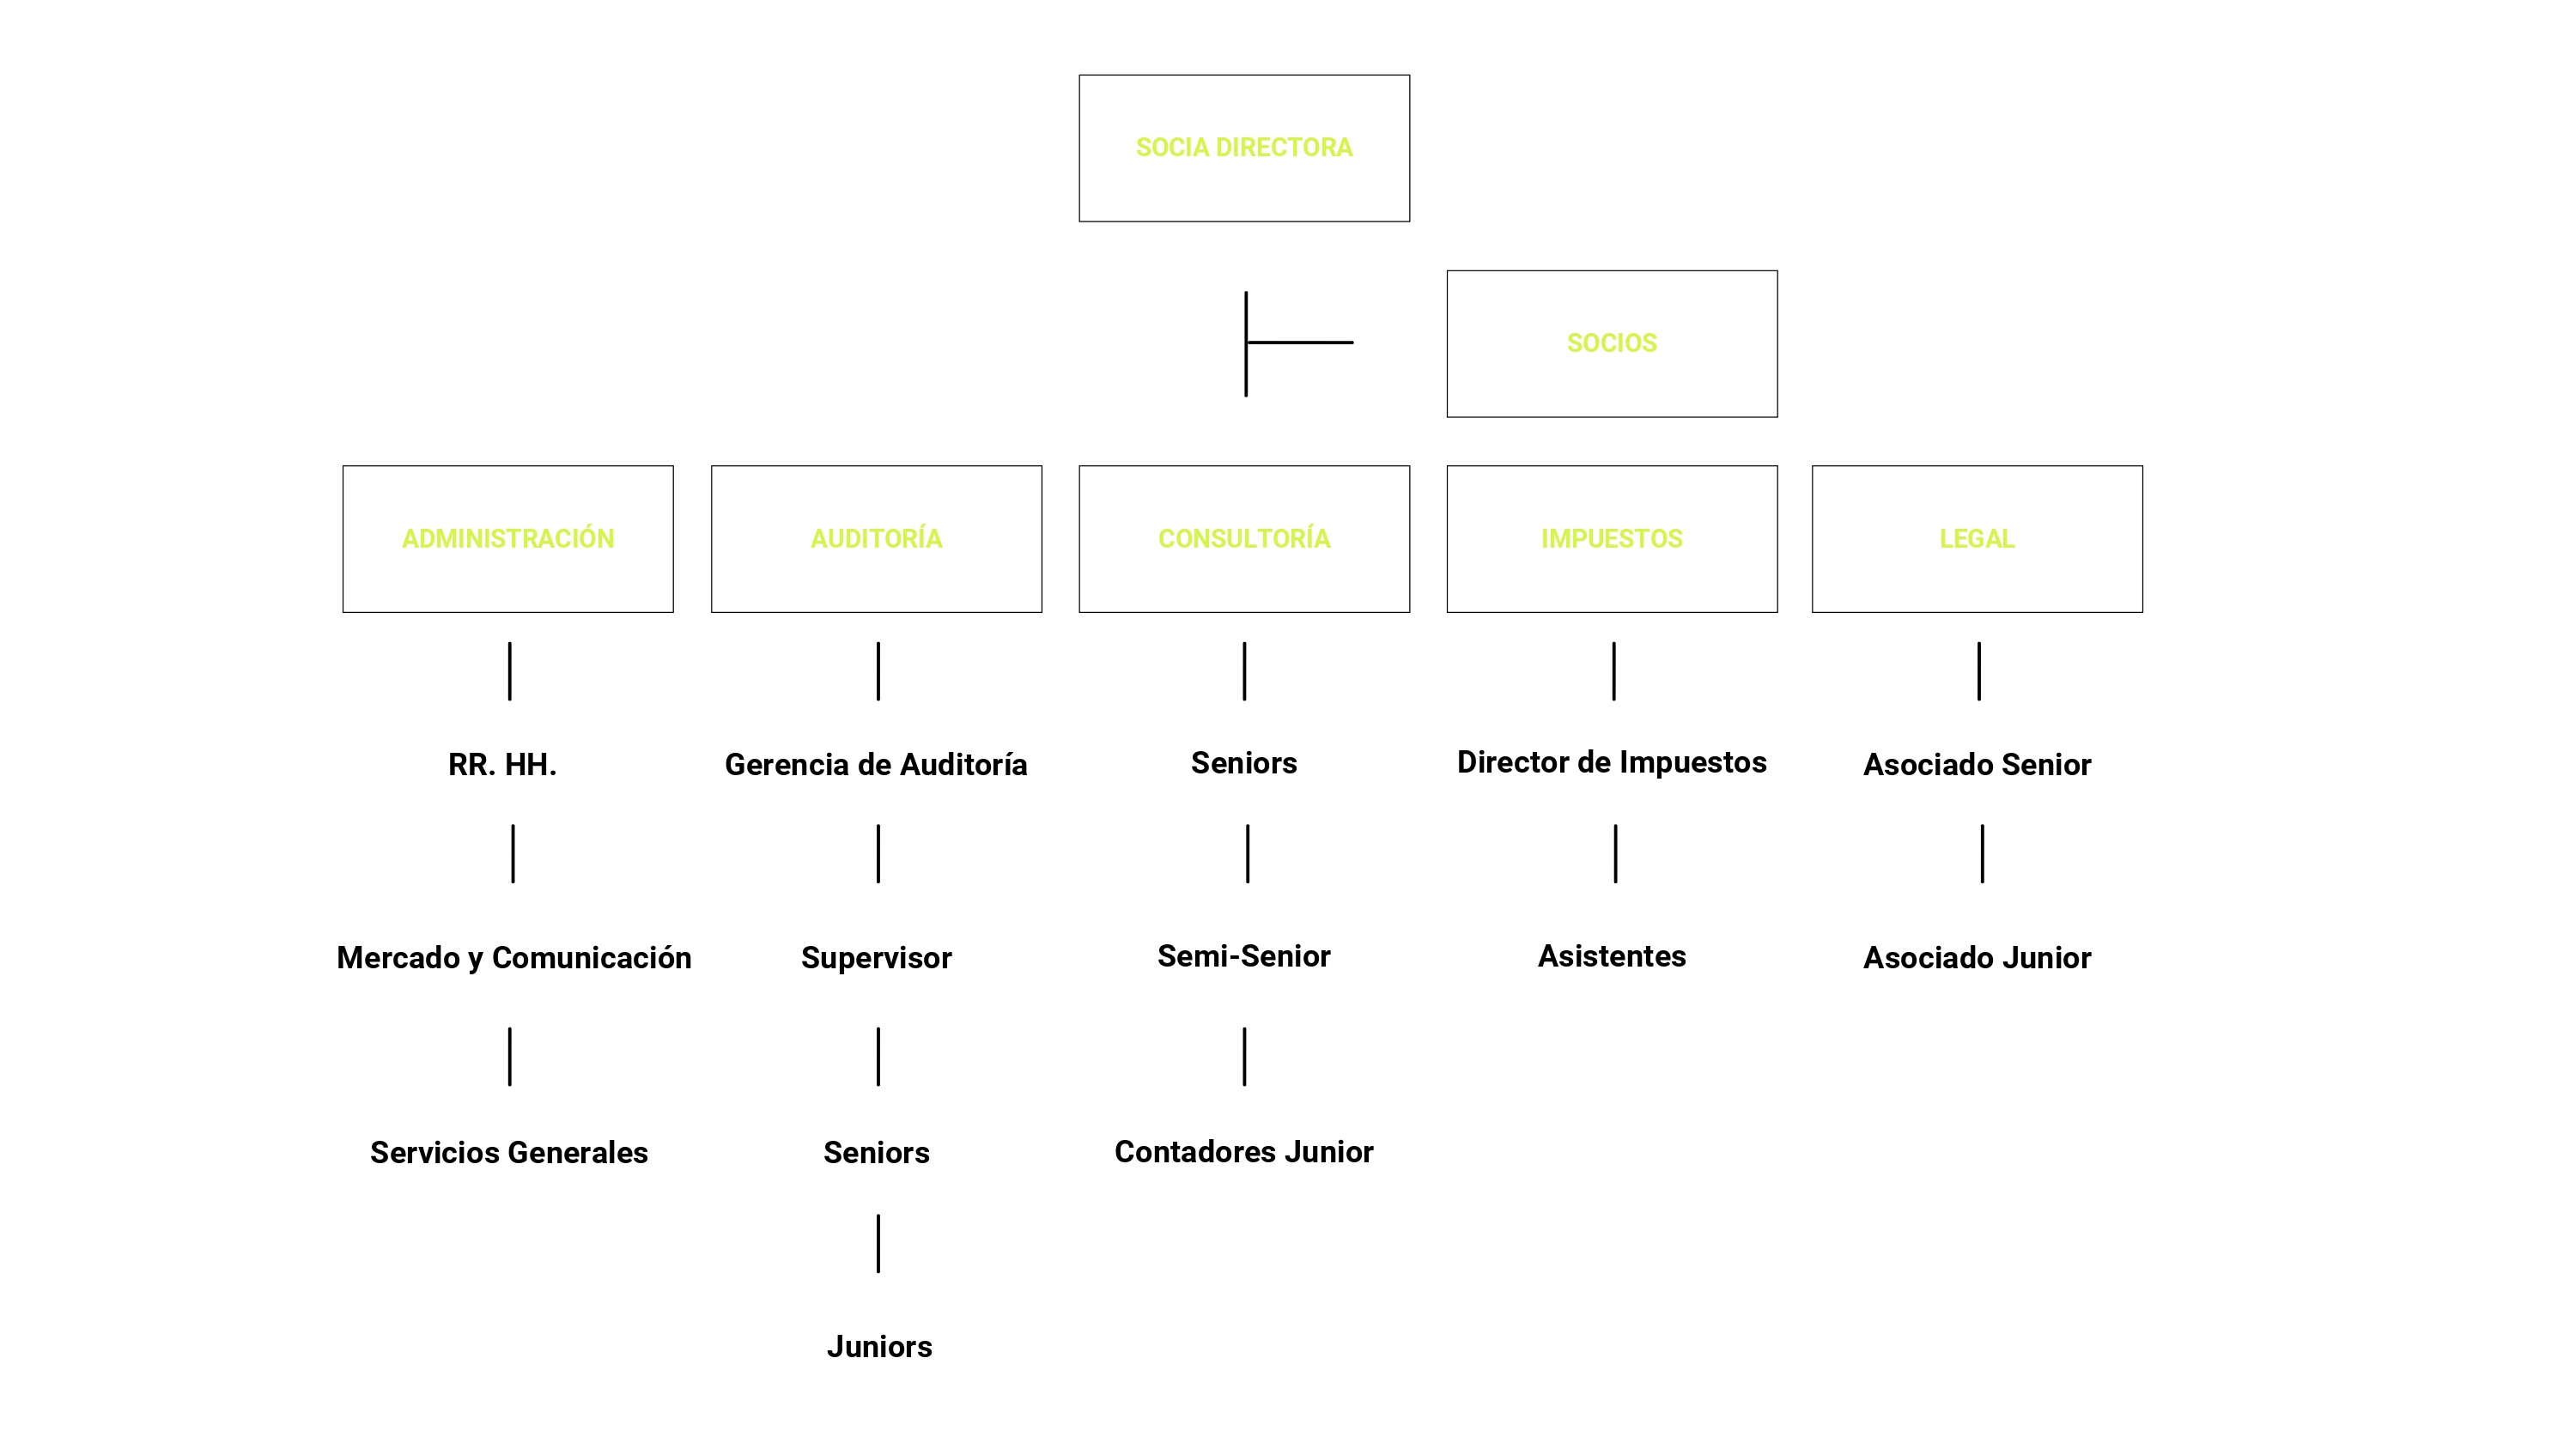 SOCIA DIRECTORA
SOCIOS
ADMINISTRACIÓN
AUDITORÍA
CONSULTORÍA
IMPUESTOS
LEGAL
RR. HH.
Gerencia de Auditoría
Seniors
Director de Impuestos
Asociado Senior
Mercado y Comunicación
Supervisor
Semi-Senior
Asistentes
Asociado Junior
Servicios Generales
Seniors
Contadores Junior
Juniors